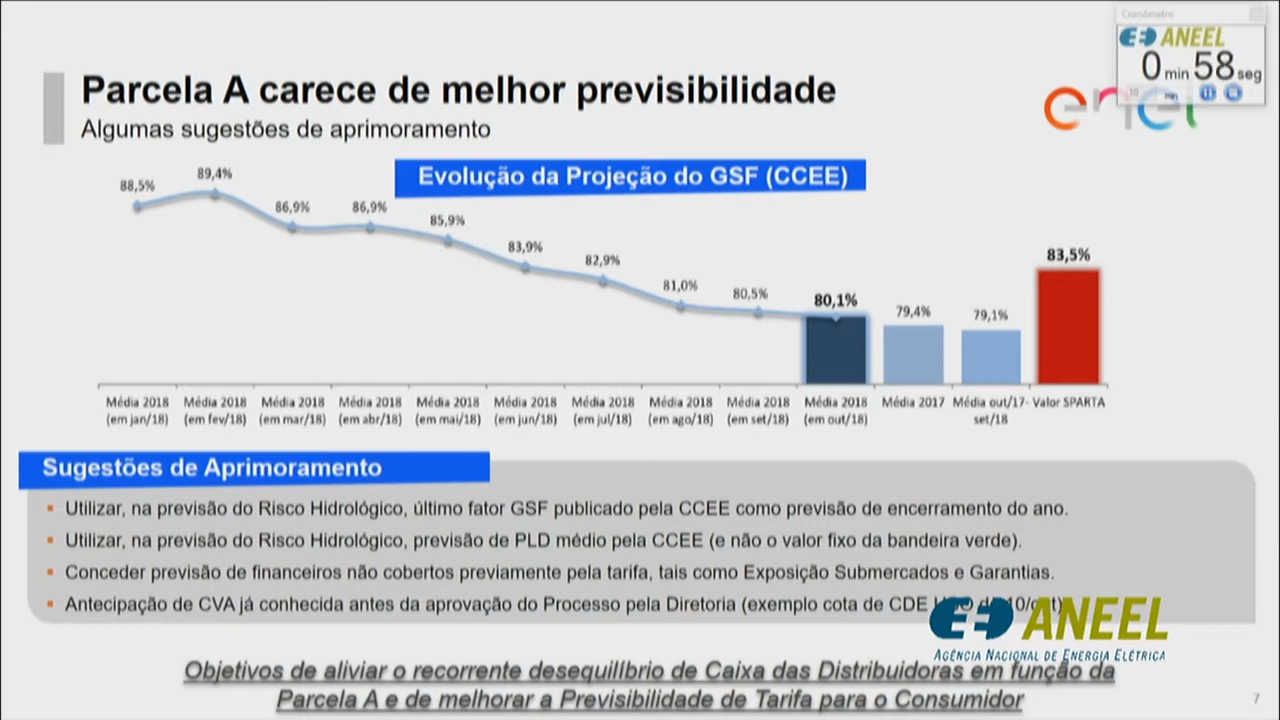 Cronômetro
ANEEL
0 min 58 seg
10 min
Parcela A carece de melhor previsibilidade
Algumas sugestões de aprimoramento
enel
Evolução da Projeção do GSF (CCEE)
88,5%
89,4%
86,9%
86,9%
85,9%
83,9%
82,9%
81,0%
80,5%
80,1%
79,4%
79,1%
83,5%
Média 2018 (em jan/18)
Média 2018 (em fev/18)
Média 2018 (em mar/18)
Média 2018 (em abr/18)
Média 2018 (em mai/18)
Média 2018 (em jun/18)
Média 2018 (em jul/18)
Média 2018 (em ago/18)
Média 2018 (em set/18)
Média 2018 (em out/18)
Média 2017
Média out/17-set/18
Valor SPARTA
Sugestões de Aprimoramento
Utilizar, na previsão do Risco Hidrológico, último fator GSF publicado pela CCEE como previsão de encerramento do ano.
Utilizar, na previsão do Risco Hidrológico, previsão de PLD médio pela CCEE (e não o valor fixo da bandeira verde).
Conceder previsão de financeiros não cobertos previamente pela tarifa, tais como Exposição Submercados e Garantias.
Antecipação de CVA já conhecida antes da aprovação do Processo pela Diretoria (exemplo cota de CDE
ANEEL
AGÊNCIA NACIONAL DE ENERGIA ELÉTRICA
Objetivos de aliviar o recorrente desequilíbrio de Caixa das Distribuidoras em função da
Parcela A e de melhorar a Previsibilidade de Tarifa para o Consumidor
7